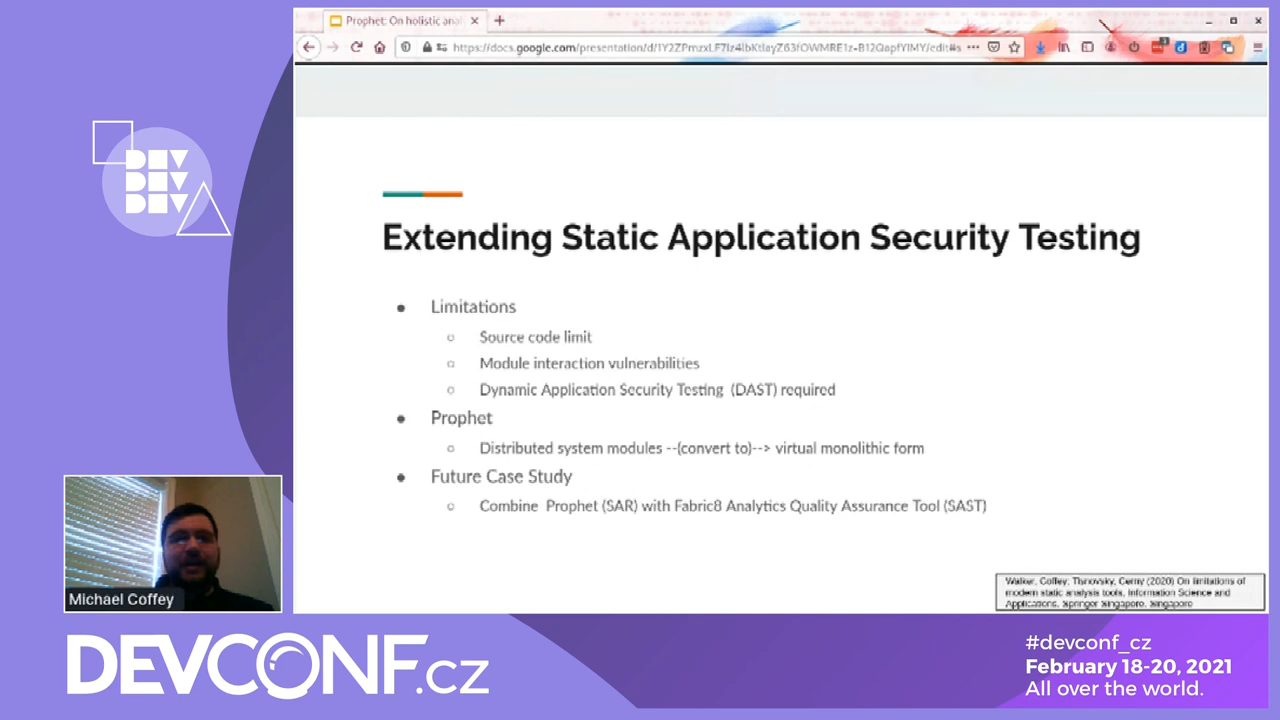 Prophet: On holistic anal
https://docs.google.com/presentation/d/
DEV
DEV
DEV
Extending Static Application Security Testing
Limitations
Source code limit
Module interaction vulnerabilities
Dynamic Application Security Testing (DAST) required
Prophet
Distributed system modules --(convert to)--> virtual monolithic form
Future Case Study
Combine Prophet (SAR) with Fabric8 Analytics Quality Assurance Tool (SAST)
Walker, Coffey, Tisnovsky, Cerny (2020) On limitations of
modern static analysis tools, Information Science and
Applications, Springer Singapore, Singapore
Michael Coffey
DEVCONF.cz
#devconf_cz
February 18-20, 2021
All over the world.